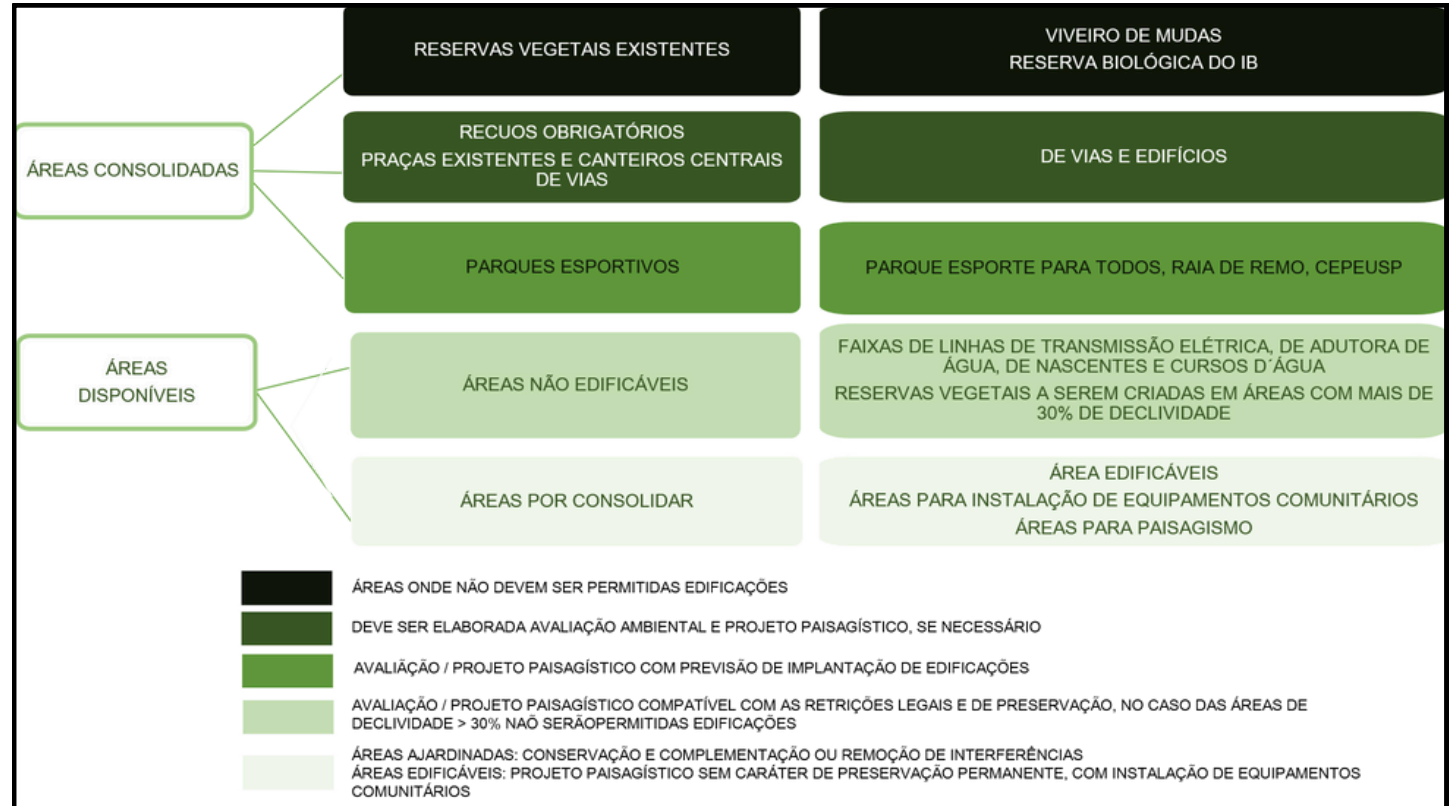 RESERVAS VEGETAIS EXISTENTES
VIVEIRO DE MUDAS
RESERVA BIOLÓGICA DO IB
ÁREAS CONSOLIDADAS
RECUOS OBRIGATÓRIOS
PRAÇAS EXISTENTES E CANTEIROS CENTRAIS
DE VIAS
DE VIAS E EDIFÍCIOS
PARQUES ESPORTIVOS
PARQUE ESPORTE PARA TODOS, RAIA DE REMO, CEPEUSP
ÁREAS
DISPONÍVEIS
ÁREAS NÃO EDIFICÁVEIS
FAIXAS DE LINHAS DE TRANSMISSÃO ELÉTRICA, DE ADUTORA DE
ÁGUA, DE NASCENTES E CURSOS D´ÁGUA
RESERVAS VEGETAIS A SEREM CRIADAS EM ÁREAS COM MAIS DE
30% DE DECLIVIDADE
ÁREAS POR CONSOLIDAR
ÁREA EDIFICÁVEIS
ÁREAS PARA INSTALAÇÃO DE EQUIPAMENTOS COMUNITÁRIOS
ÁREAS PARA PAISAGISMO
ÁREAS ONDE NÃO DEVEM SER PERMITIDAS EDIFICAÇÕES
DEVE SER ELABORADA AVALIAÇÃO AMBIENTAL E PROJETO PAISAGÍSTICO, SE NECESSÁRIO
AVALIÃÇÃO / PROJETO PAISAGÍSTICO COM PREVISÃO DE IMPLANTAÇÃO DE EDIFICAÇÕES
AVALIAÇÃO / PROJETO PAISAGÍSTICO COMPATÍVEL COM AS RETRIÇÕES LEGAIS E DE PRESERVAÇÃO, NO CASO DAS ÁREAS DE
DECLIVIDADE > 30% NAÕ SERÃOPERMITIDAS EDIFICAÇÕES
ÁREAS AJARDINADAS: CONSERVAÇÃO E COMPLEMENTAÇÃO OU REMOÇÃO DE INTERFERÊNCIAS
ÁREAS EDIFICÁVEIS: PROJETO PAISAGÍSTICO SEM CARÁTER DE PRESERVAÇÃO PERMANENTE, COM INSTALAÇÃO DE EQUIPAMENTOS
COMUNITÁRIOS